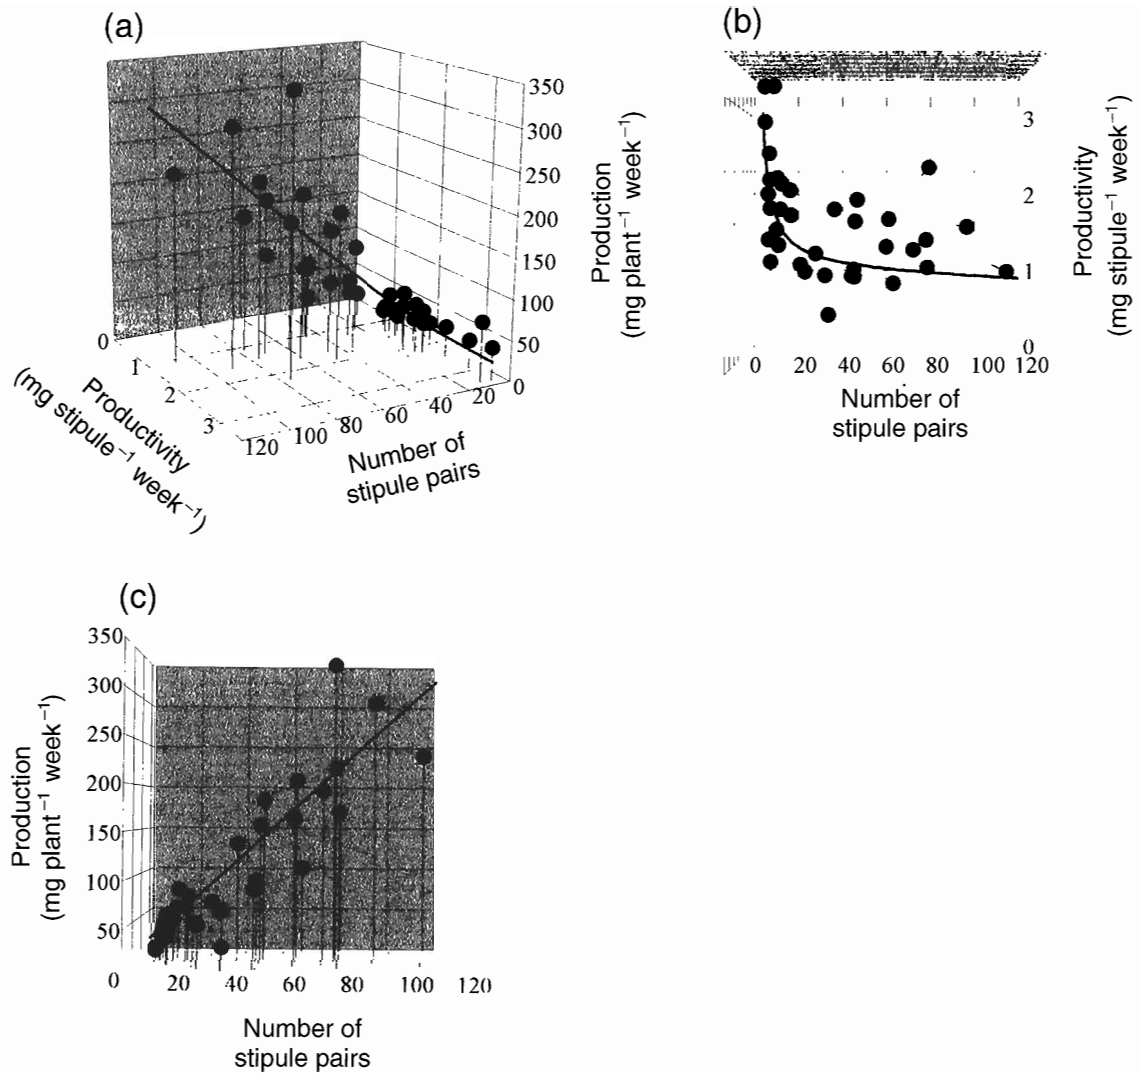 (a)
350
300
250
200
150
100
50
0
Production
(mg plant⁻¹ week⁻¹)
0
1
2
3
Productivity
(mg stipule⁻¹ week⁻¹)
120 100 80 60 40 20
Number of
stipule pairs
(b)
3
2
1
0
Productivity
(mg stipule⁻¹ week⁻¹)
0 20 40 60 80 100 120
Number of
stipule pairs
(c)
350
300
250
200
150
100
50
Production
(mg plant⁻¹ week⁻¹)
0 20 40 60 80 100 120
Number of
stipule pairs